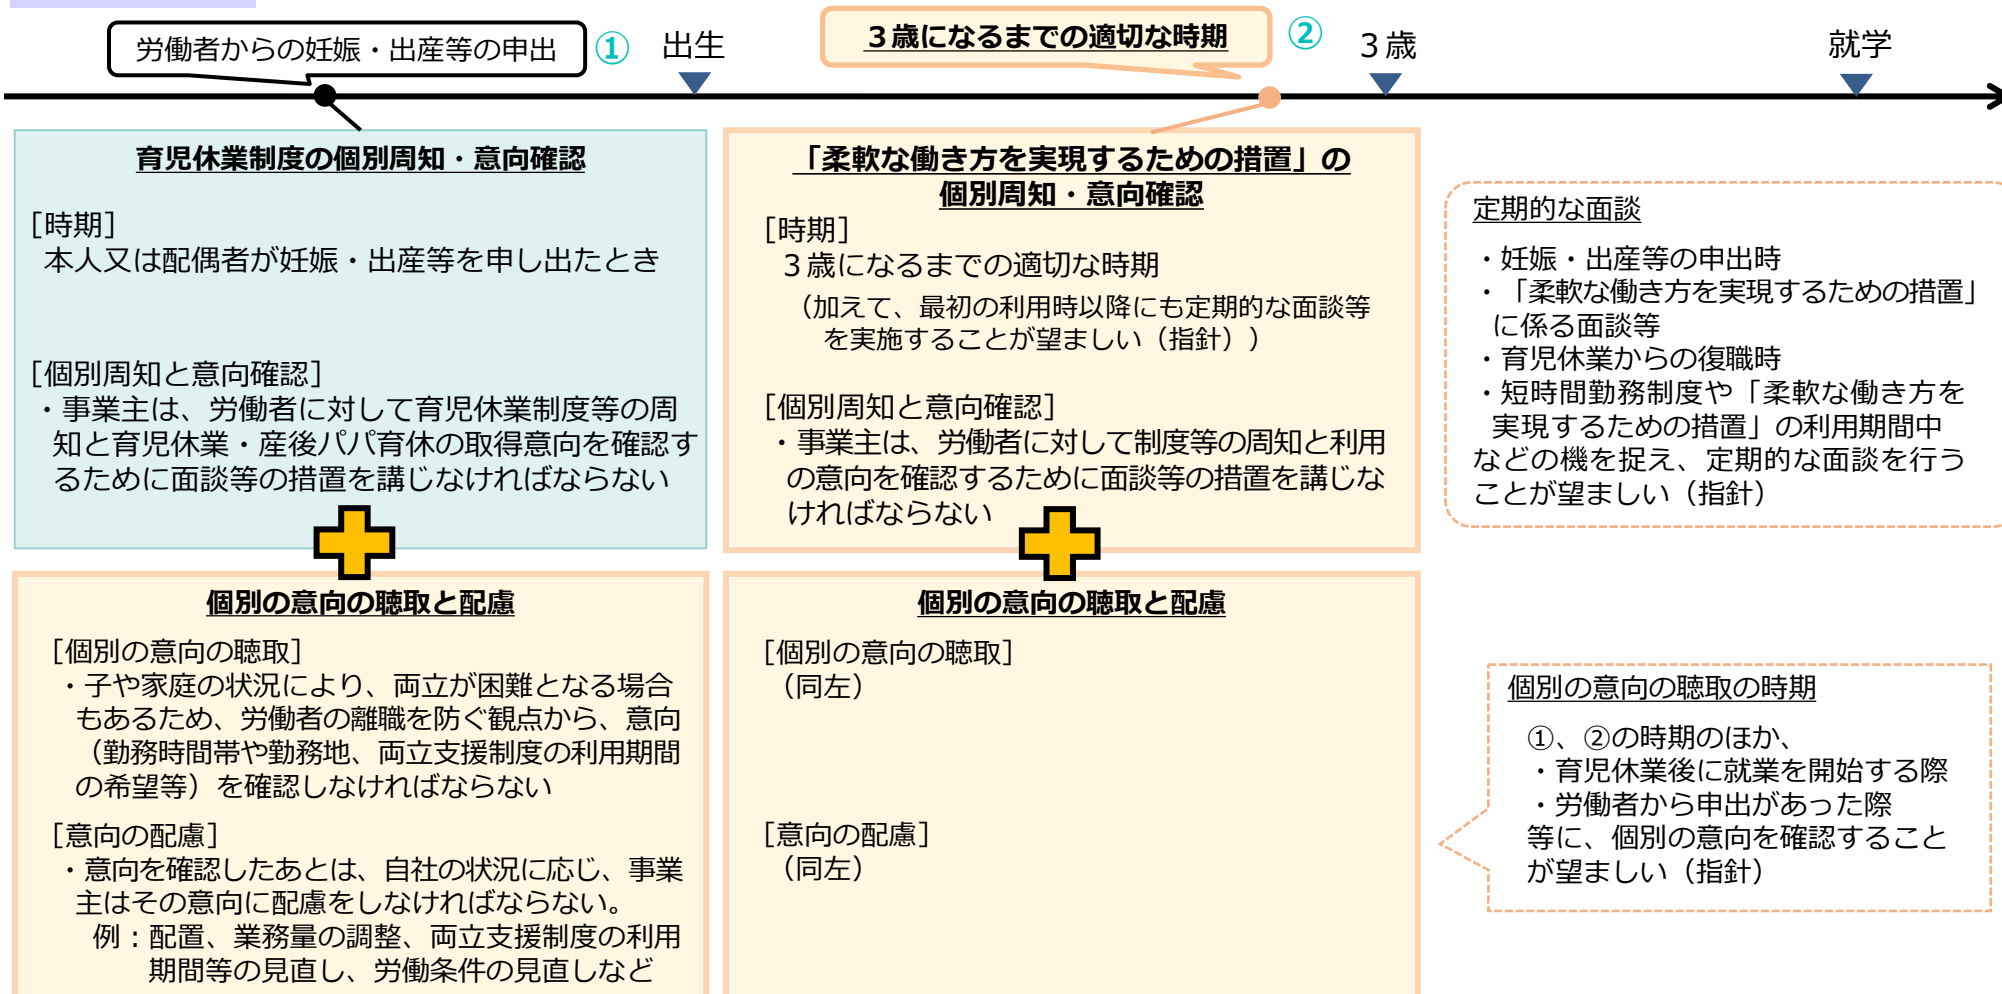 労働者からの妊娠・出産等の申出
①
出生
３歳になるまでの適切な時期
②
３歳
就学
育児休業制度の個別周知・意向確認
［時期］
本人又は配偶者が妊娠・出産等を申し出たとき
［個別周知と意向確認］
・事業主は、労働者に対して育児休業制度等の周
知と育児休業・産後パパ育休の取得意向を確認す
るために面談等の措置を講じなければならない
個別の意向の聴取と配慮
［個別の意向の聴取］
・子や家庭の状況により、両立が困難となる場合
もあるため、労働者の離職を防ぐ観点から、意向
（勤務時間帯や勤務地、両立支援制度の利用期間
の希望等）を確認しなければならない
［意向の配慮］
・意向を確認したあとは、自社の状況に応じ、事業
主はその意向に配慮をしなければならない。
例：配置、業務量の調整、両立支援制度の利用
期間等の見直し、労働条件の見直しなど
「柔軟な働き方を実現するための措置」の
個別周知・意向確認
［時期］
３歳になるまでの適切な時期
（加えて、最初の利用時以降にも定期的な面談等
を実施することが望ましい（指針））
［個別周知と意向確認］
・事業主は、労働者に対して制度等の周知と利用
の意向を確認するために面談等の措置を講じな
ければならない
個別の意向の聴取と配慮
［個別の意向の聴取］
（同左）
［意向の配慮］
（同左）
定期的な面談
・妊娠・出産等の申出時
・「柔軟な働き方を実現するための措置」
に係る面談等
・育児休業からの復職時
・短時間勤務制度や「柔軟な働き方を
実現するための措置」の利用期間中
などの機を捉え、定期的な面談を行う
ことが望ましい（指針）
個別の意向の聴取の時期
①、②の時期のほか、
・育児休業後に就業を開始する際
・労働者から申出があった際
等に、個別の意向を確認すること
が望ましい（指針）